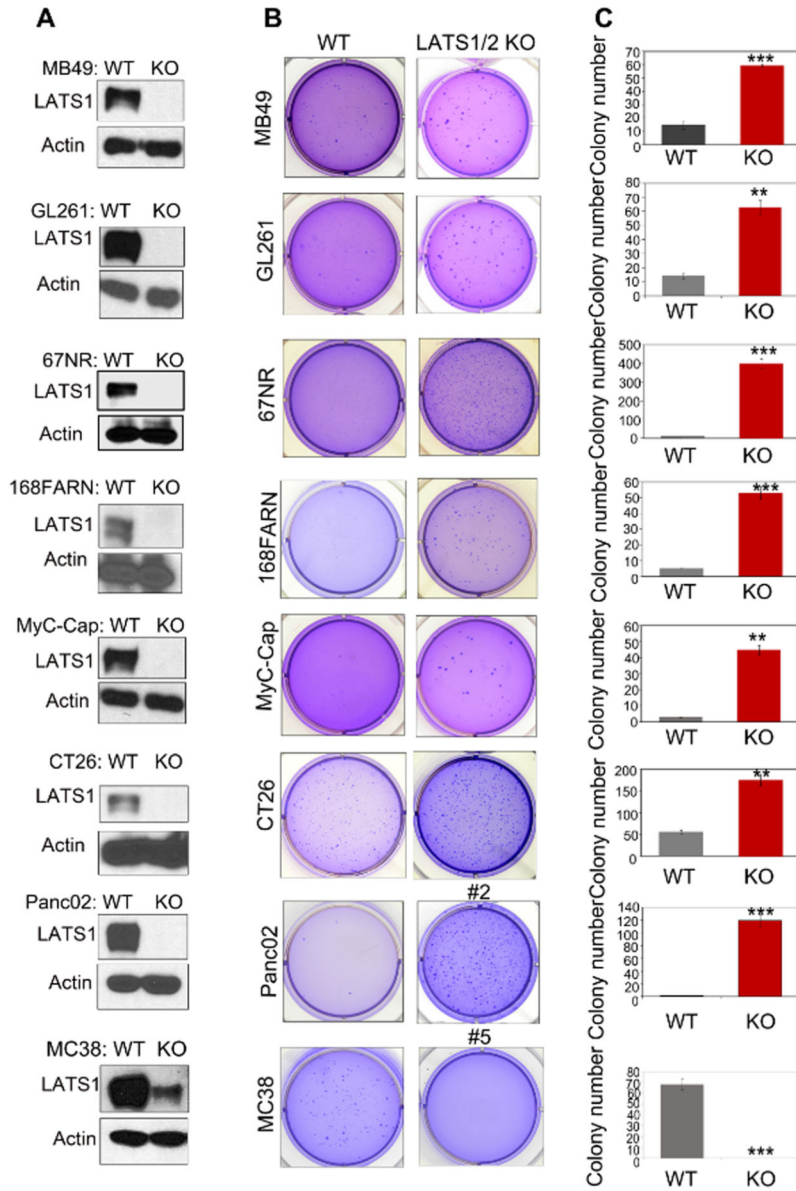 A
B
C
WT LATS1/2 KO
MB49: WT KO
LATS1
Actin
MB49
Colony number
70
60
50
40
30
20
10
0
***
WT KO
GL261: WT KO
LATS1
Actin
GL261
Colony number
80
70
60
50
40
30
20
10
0
**
WT KO
67NR: WT KO
LATS1
Actin
67NR
Colony number
500
400
300
200
100
0
***
WT KO
168FARN: WT KO
LATS1
Actin
168FARN
Colony number
60
50
40
30
20
10
0
***
WT KO
MyC-Cap: WT KO
LATS1
Actin
MyC-Cap
Colony number
60
50
40
30
20
10
0
**
WT KO
CT26: WT KO
LATS1
Actin
CT26
Colony number
200
150
100
50
0
**
WT KO
Panc02: WT KO
LATS1
Actin
#2
Panc02
Colony number
140
120
100
80
60
40
20
0
***
WT KO
MC38: WT KO
LATS1
Actin
#5
MC38
Colony number
80
70
60
50
40
30
20
10
0
***
WT KO